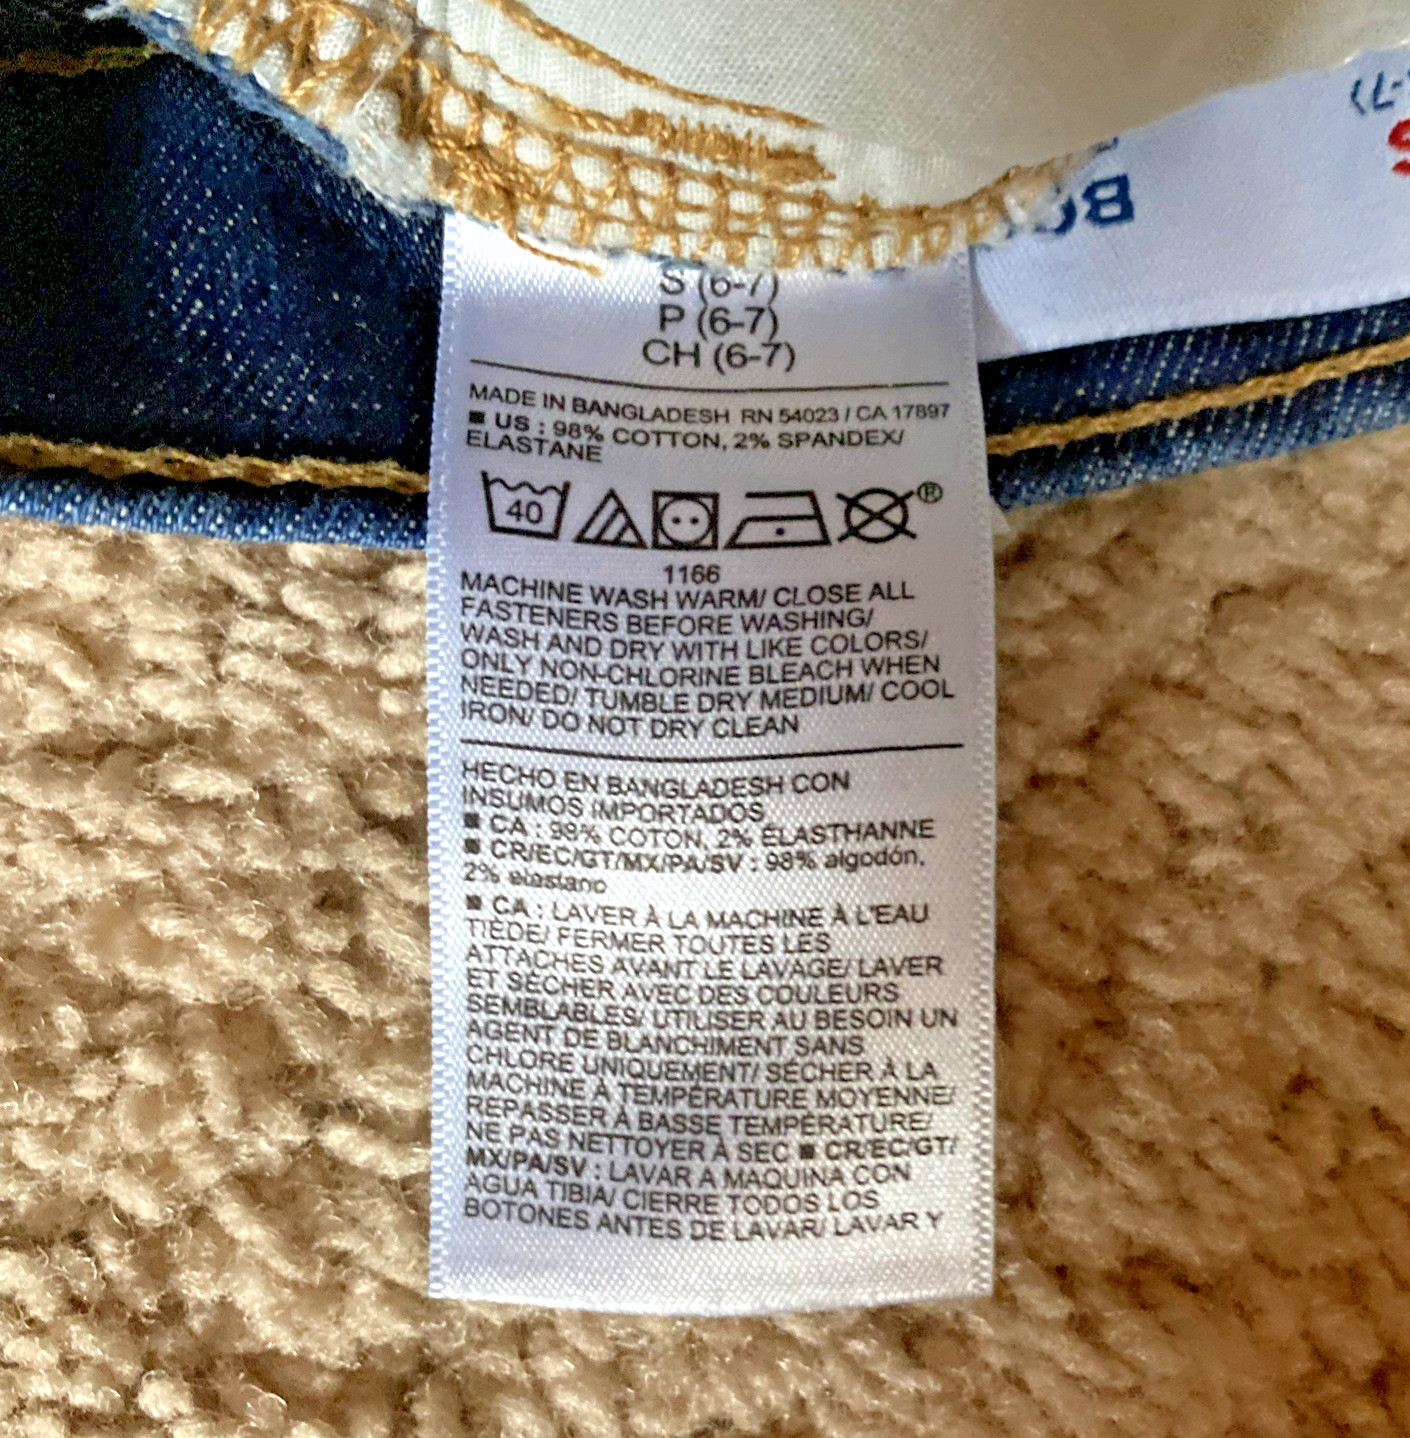 S (6-7)
P (6-7)
CH (6-7)
MADE IN BANGLADESH RN 54023 / CA 17897
■ US : 98% COTTON, 2% SPANDEX/
ELASTANE
40
®
1166
MACHINE WASH WARM/ CLOSE ALL
FASTENERS BEFORE WASHING/
WASH AND DRY WITH LIKE COLORS/
ONLY NON-CHLORINE BLEACH WHEN
NEEDED/ TUMBLE DRY MEDIUM/ COOL
IRON/ DO NOT DRY CLEAN
HECHO EN BANGLADESH CON
INSUMOS IMPORTADOS
■ CA : 98% COTON, 2% ÉLASTHANNE
■ CR/EC/GT/MX/PA/SV : 98% algodón,
2% elastano
■ CA : LAVER À LA MACHINE À L'EAU
TIÈDE/ FERMER TOUTES LES
ATTACHES AVANT LE LAVAGE/ LAVER
ET SÉCHER AVEC DES COULEURS
SEMBLABLES/ UTILISER AU BESOIN UN
AGENT DE BLANCHIMENT SANS
CHLORE UNIQUEMENT/ SÉCHER À LA
MACHINE À TEMPÉRATURE MOYENNE/
REPASSER À BASSE TEMPÉRATURE/
NE PAS NETTOYER À SEC ■ CR/EC/GT/
MX/PA/SV : LAVAR A MAQUINA CON
AGUA TIBIA/ CIERRE TODOS LOS
BOTONES ANTES DE LAVAR/ LAVAR Y